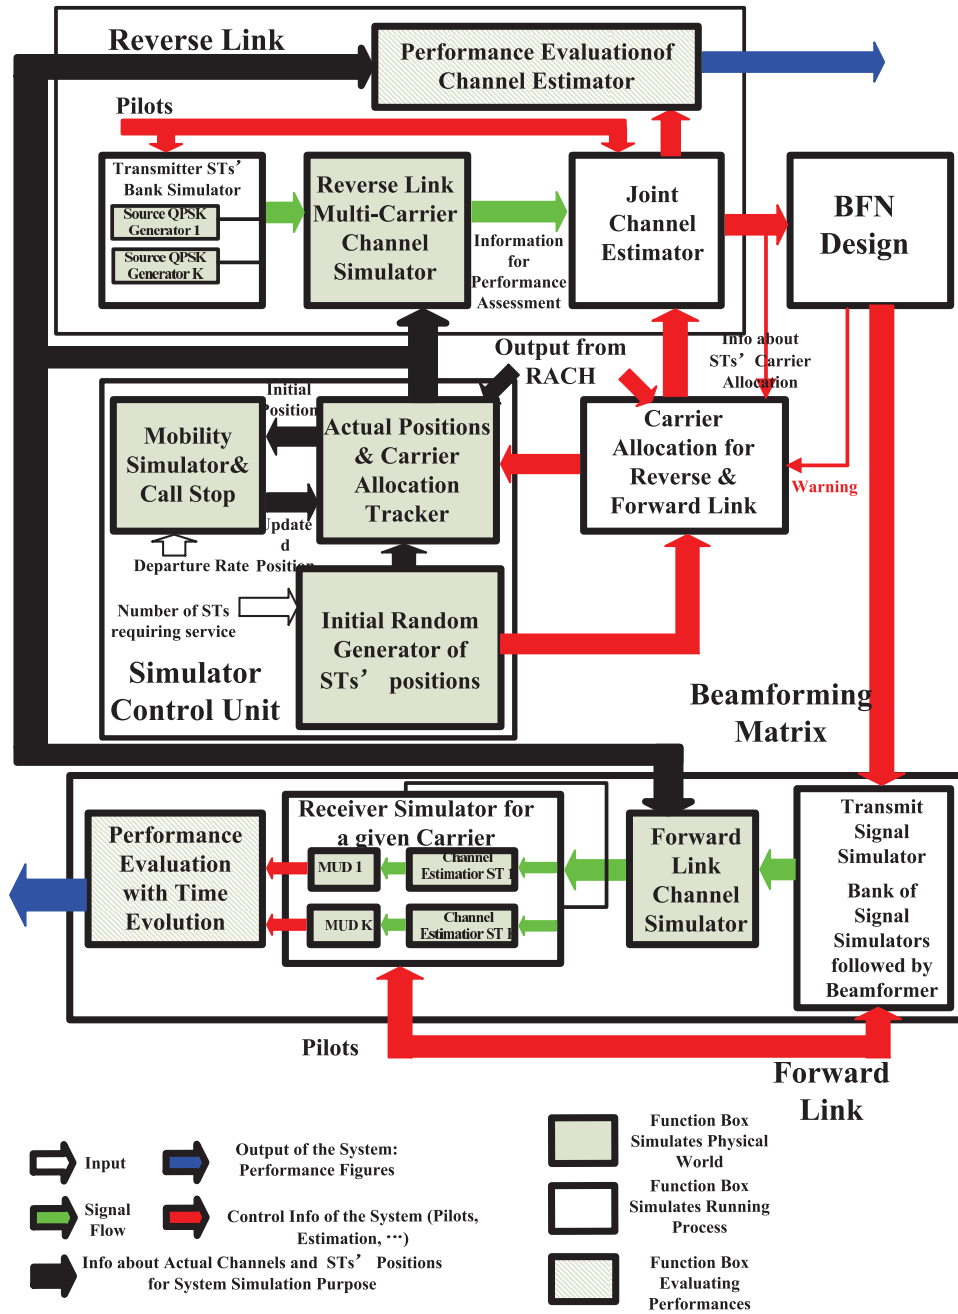 Reverse Link
Performance Evaluationof
Channel Estimator
Pilots
Transmitter STs’
Bank Simulator
Source QPSK
Generator 1
Source QPSK
Generator K
Reverse Link
Multi-Carrier
Channel
Simulator
Information
for
Performance
Assessment
Joint
Channel
Estimator
BFN
Design
Output from
RACH
Info about
STs’ Carrier
Allocation
Initial
Position
Mobility
Simulator&
Call Stop
Actual Positions
& Carrier
Allocation
Tracker
Carrier
Allocation for
Reverse &
Forward Link
Warning
Update
d
Position
Departure Rate
Number of STs
requiring service
Initial Random
Generator of
STs’ positions
Simulator
Control Unit
Beamforming
Matrix
Performance
Evaluation
with Time
Evolution
Receiver Simulator for
a given Carrier
MUD 1
Channel
Estimatior ST 1
MUD K
Channel
Estimatior ST K
Forward
Link
Channel
Simulator
Transmit
Signal
Simulator
Bank of
Signal
Simulators
followed by
Beamformer
Pilots
Forward
Link
Input
Output of the System:
Performance Figures
Signal
Flow
Control Info of the System (Pilots,
Estimation, ···)
Info about Actual Channels and STs’ Positions
for System Simulation Purpose
Function Box
Simulates Physical
World
Function Box
Simulates Running
Process
Function Box
Evaluating
Performances